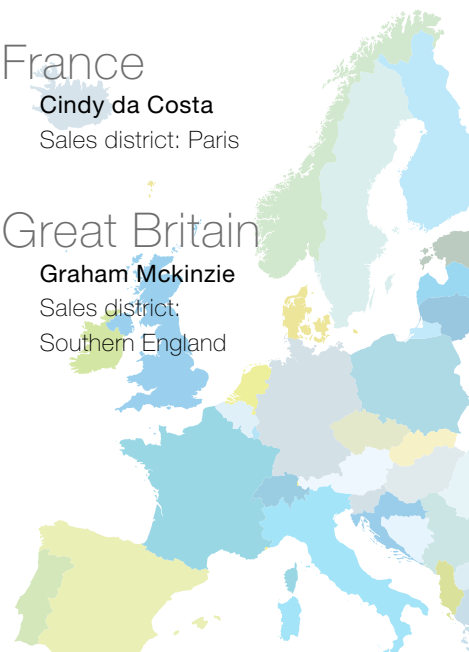 France
Cindy da Costa
Sales district: Paris
Great Britain
Graham Mckinzie
Sales district:
Southern England